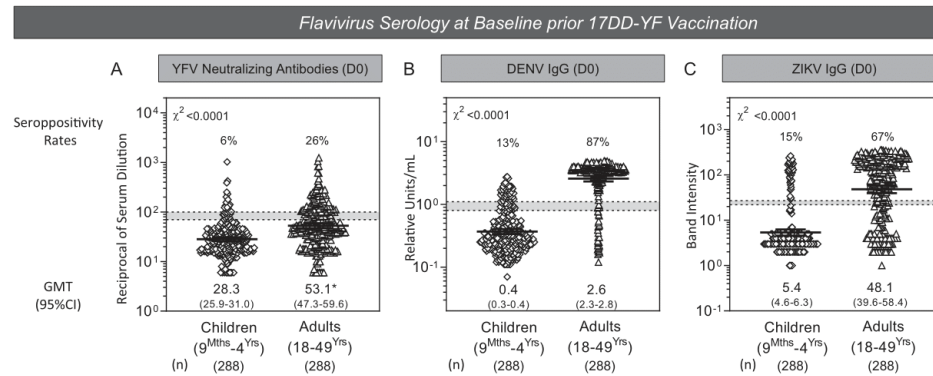 Flavivirus Serology at Baseline prior 17DD-YF Vaccination
A
YFV Neutralizing Antibodies (D0)
B
DENV IgG (D0)
C
ZIKV IgG (D0)
Seroppositivity
Rates
GMT
(95%CI)
Reciprocal of Serum Dilution
10⁴
10³
10²
10¹
10⁰
χ² <0.0001
6%
26%
28.3
(25.9-31.0)
53.1*
(47.3-59.6)
Children
(9Mths-4Yrs)
(n)
(288)
Adults
(18-49Yrs)
(288)
Relative Units/mL
10¹
10⁰
10⁻¹
χ² <0.0001
13%
87%
0.4
(0.3-0.4)
2.6
(2.3-2.8)
Children
(9Mths-4Yrs)
(n)
(288)
Adults
(18-49Yrs)
(288)
Band Intensity
10³
10²
10¹
10⁰
10⁻¹
χ² <0.0001
15%
67%
5.4
(4.6-6.3)
48.1
(39.6-58.4)
Children
(9Mths-4Yrs)
(n)
(288)
Adults
(18-49Yrs)
(288)